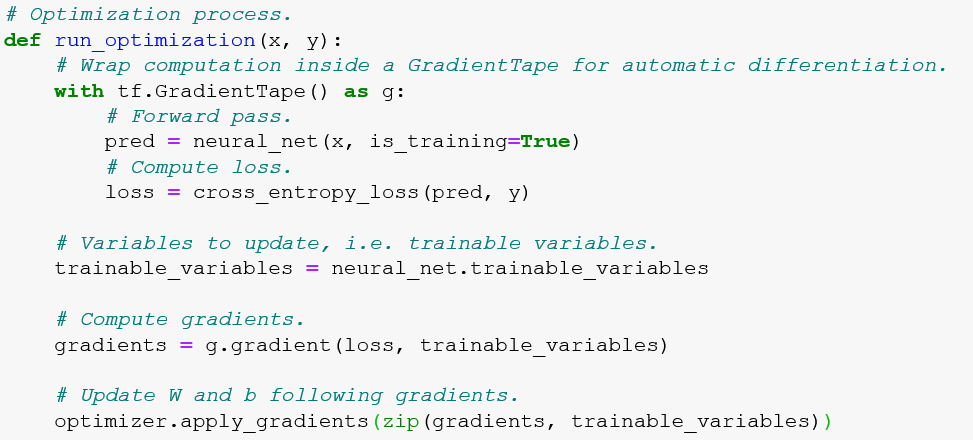 # Optimization process.
def run_optimization(x, y):
    # Wrap computation inside a GradientTape for automatic differentiation.
    with tf.GradientTape() as g:
        # Forward pass.
        pred = neural_net(x, is_training=True)
        # Compute loss.
        loss = cross_entropy_loss(pred, y)

    # Variables to update, i.e. trainable variables.
    trainable_variables = neural_net.trainable_variables

    # Compute gradients.
    gradients = g.gradient(loss, trainable_variables)

    # Update W and b following gradients.
    optimizer.apply_gradients(zip(gradients, trainable_variables))